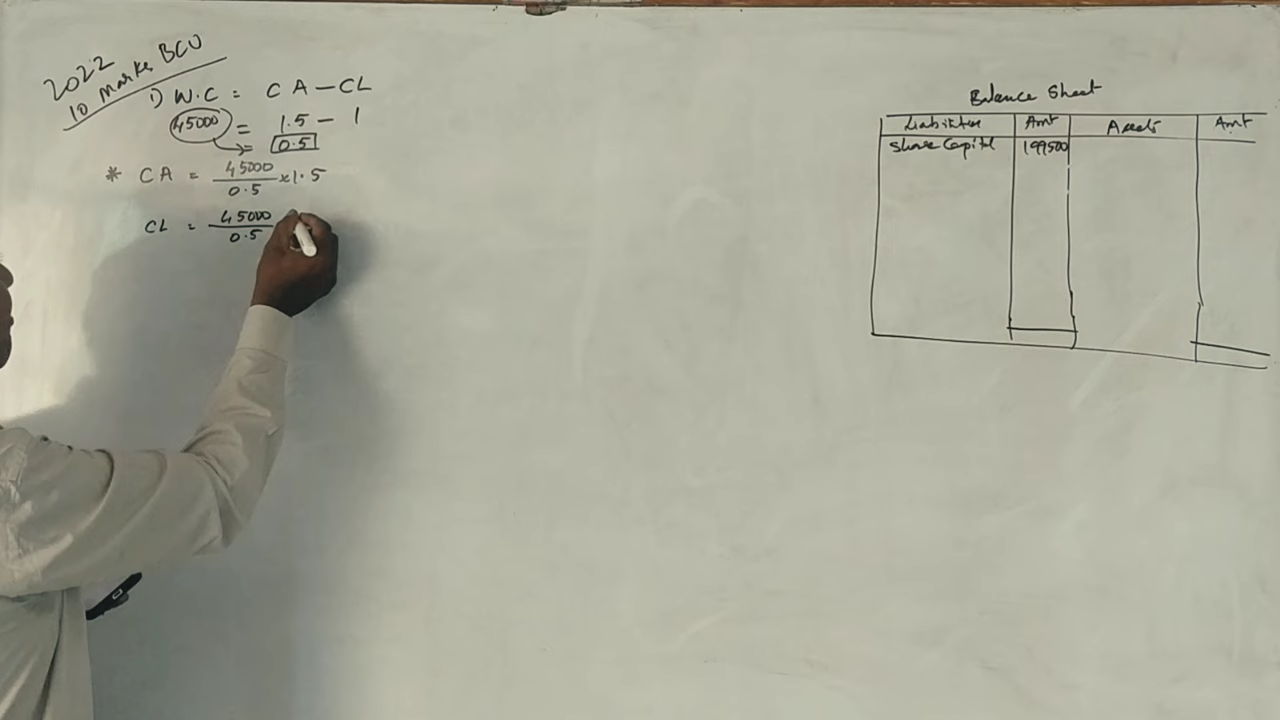 2022
10 Marks BCU
1) W.C = CA - CL
45000 = 1.5 - 1
= 0.5
* CA = 45000/0.5 × 1.5
CL = 45000/0.5
Balance Sheet
Liabilities Amt Assets Amt
Share Capital 199500